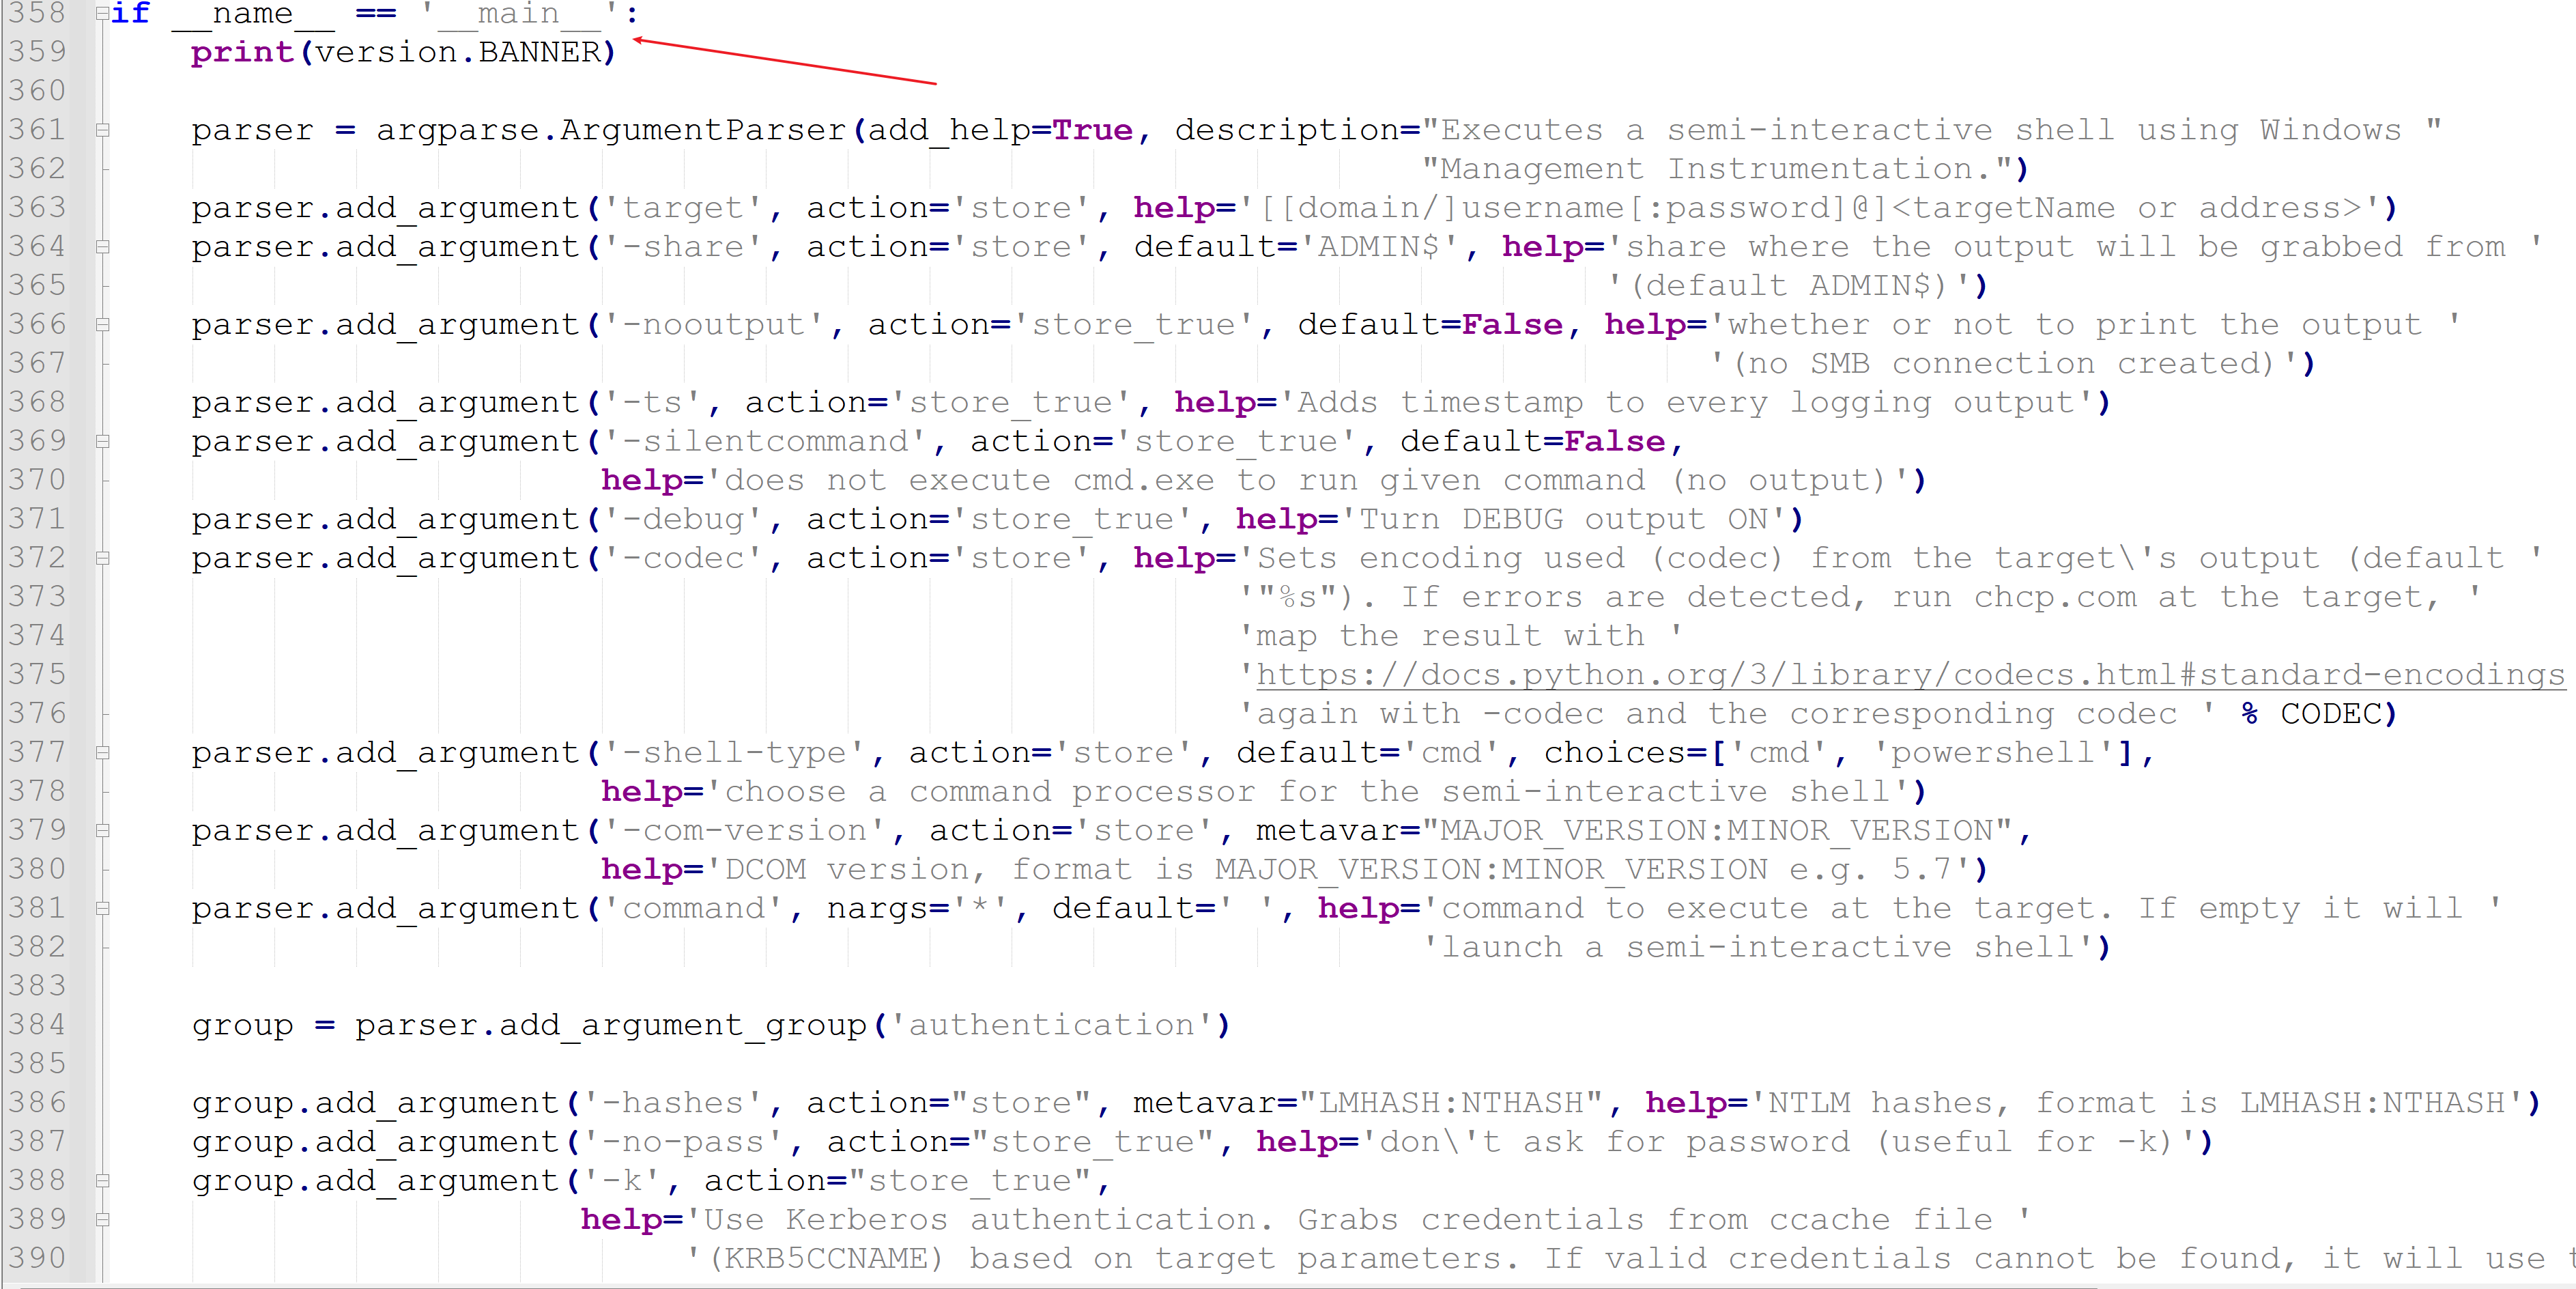 358 if __name__ == '__main__':
359 print(version.BANNER)
360
361 parser = argparse.ArgumentParser(add_help=True, description="Executes a semi-interactive shell using Windows "
362 "Management Instrumentation.")
363 parser.add_argument('target', action='store', help='[[domain/]username[:password]@]<targetName or address>')
364 parser.add_argument('-share', action='store', default='ADMIN$', help='share where the output will be grabbed from '
365 '(default ADMIN$)')
366 parser.add_argument('-nooutput', action='store_true', default=False, help='whether or not to print the output '
367 '(no SMB connection created)')
368 parser.add_argument('-ts', action='store_true', help='Adds timestamp to every logging output')
369 parser.add_argument('-silentcommand', action='store_true', default=False,
370 help='does not execute cmd.exe to run given command (no output)')
371 parser.add_argument('-debug', action='store_true', help='Turn DEBUG output ON')
372 parser.add_argument('-codec', action='store', help='Sets encoding used (codec) from the target\'s output (default '
373 '"%s"). If errors are detected, run chcp.com at the target, '
374 'map the result with '
375 'https://docs.python.org/3/library/codecs.html#standard-encodings
376 'again with -codec and the corresponding codec ' % CODEC)
377 parser.add_argument('-shell-type', action='store', default='cmd', choices=['cmd', 'powershell'],
378 help='choose a command processor for the semi-interactive shell')
379 parser.add_argument('-com-version', action='store', metavar="MAJOR_VERSION:MINOR_VERSION",
380 help='DCOM version, format is MAJOR_VERSION:MINOR_VERSION e.g. 5.7')
381 parser.add_argument('command', nargs='*', default=' ', help='command to execute at the target. If empty it will '
382 'launch a semi-interactive shell')
383
384 group = parser.add_argument_group('authentication')
385
386 group.add_argument('-hashes', action="store", metavar="LMHASH:NTHASH", help='NTLM hashes, format is LMHASH:NTHASH')
387 group.add_argument('-no-pass', action="store_true", help='don\'t ask for password (useful for -k)')
388 group.add_argument('-k', action="store_true",
389 help='Use Kerberos authentication. Grabs credentials from ccache file '
390 '(KRB5CCNAME) based on target parameters. If valid credentials cannot be found, it will use